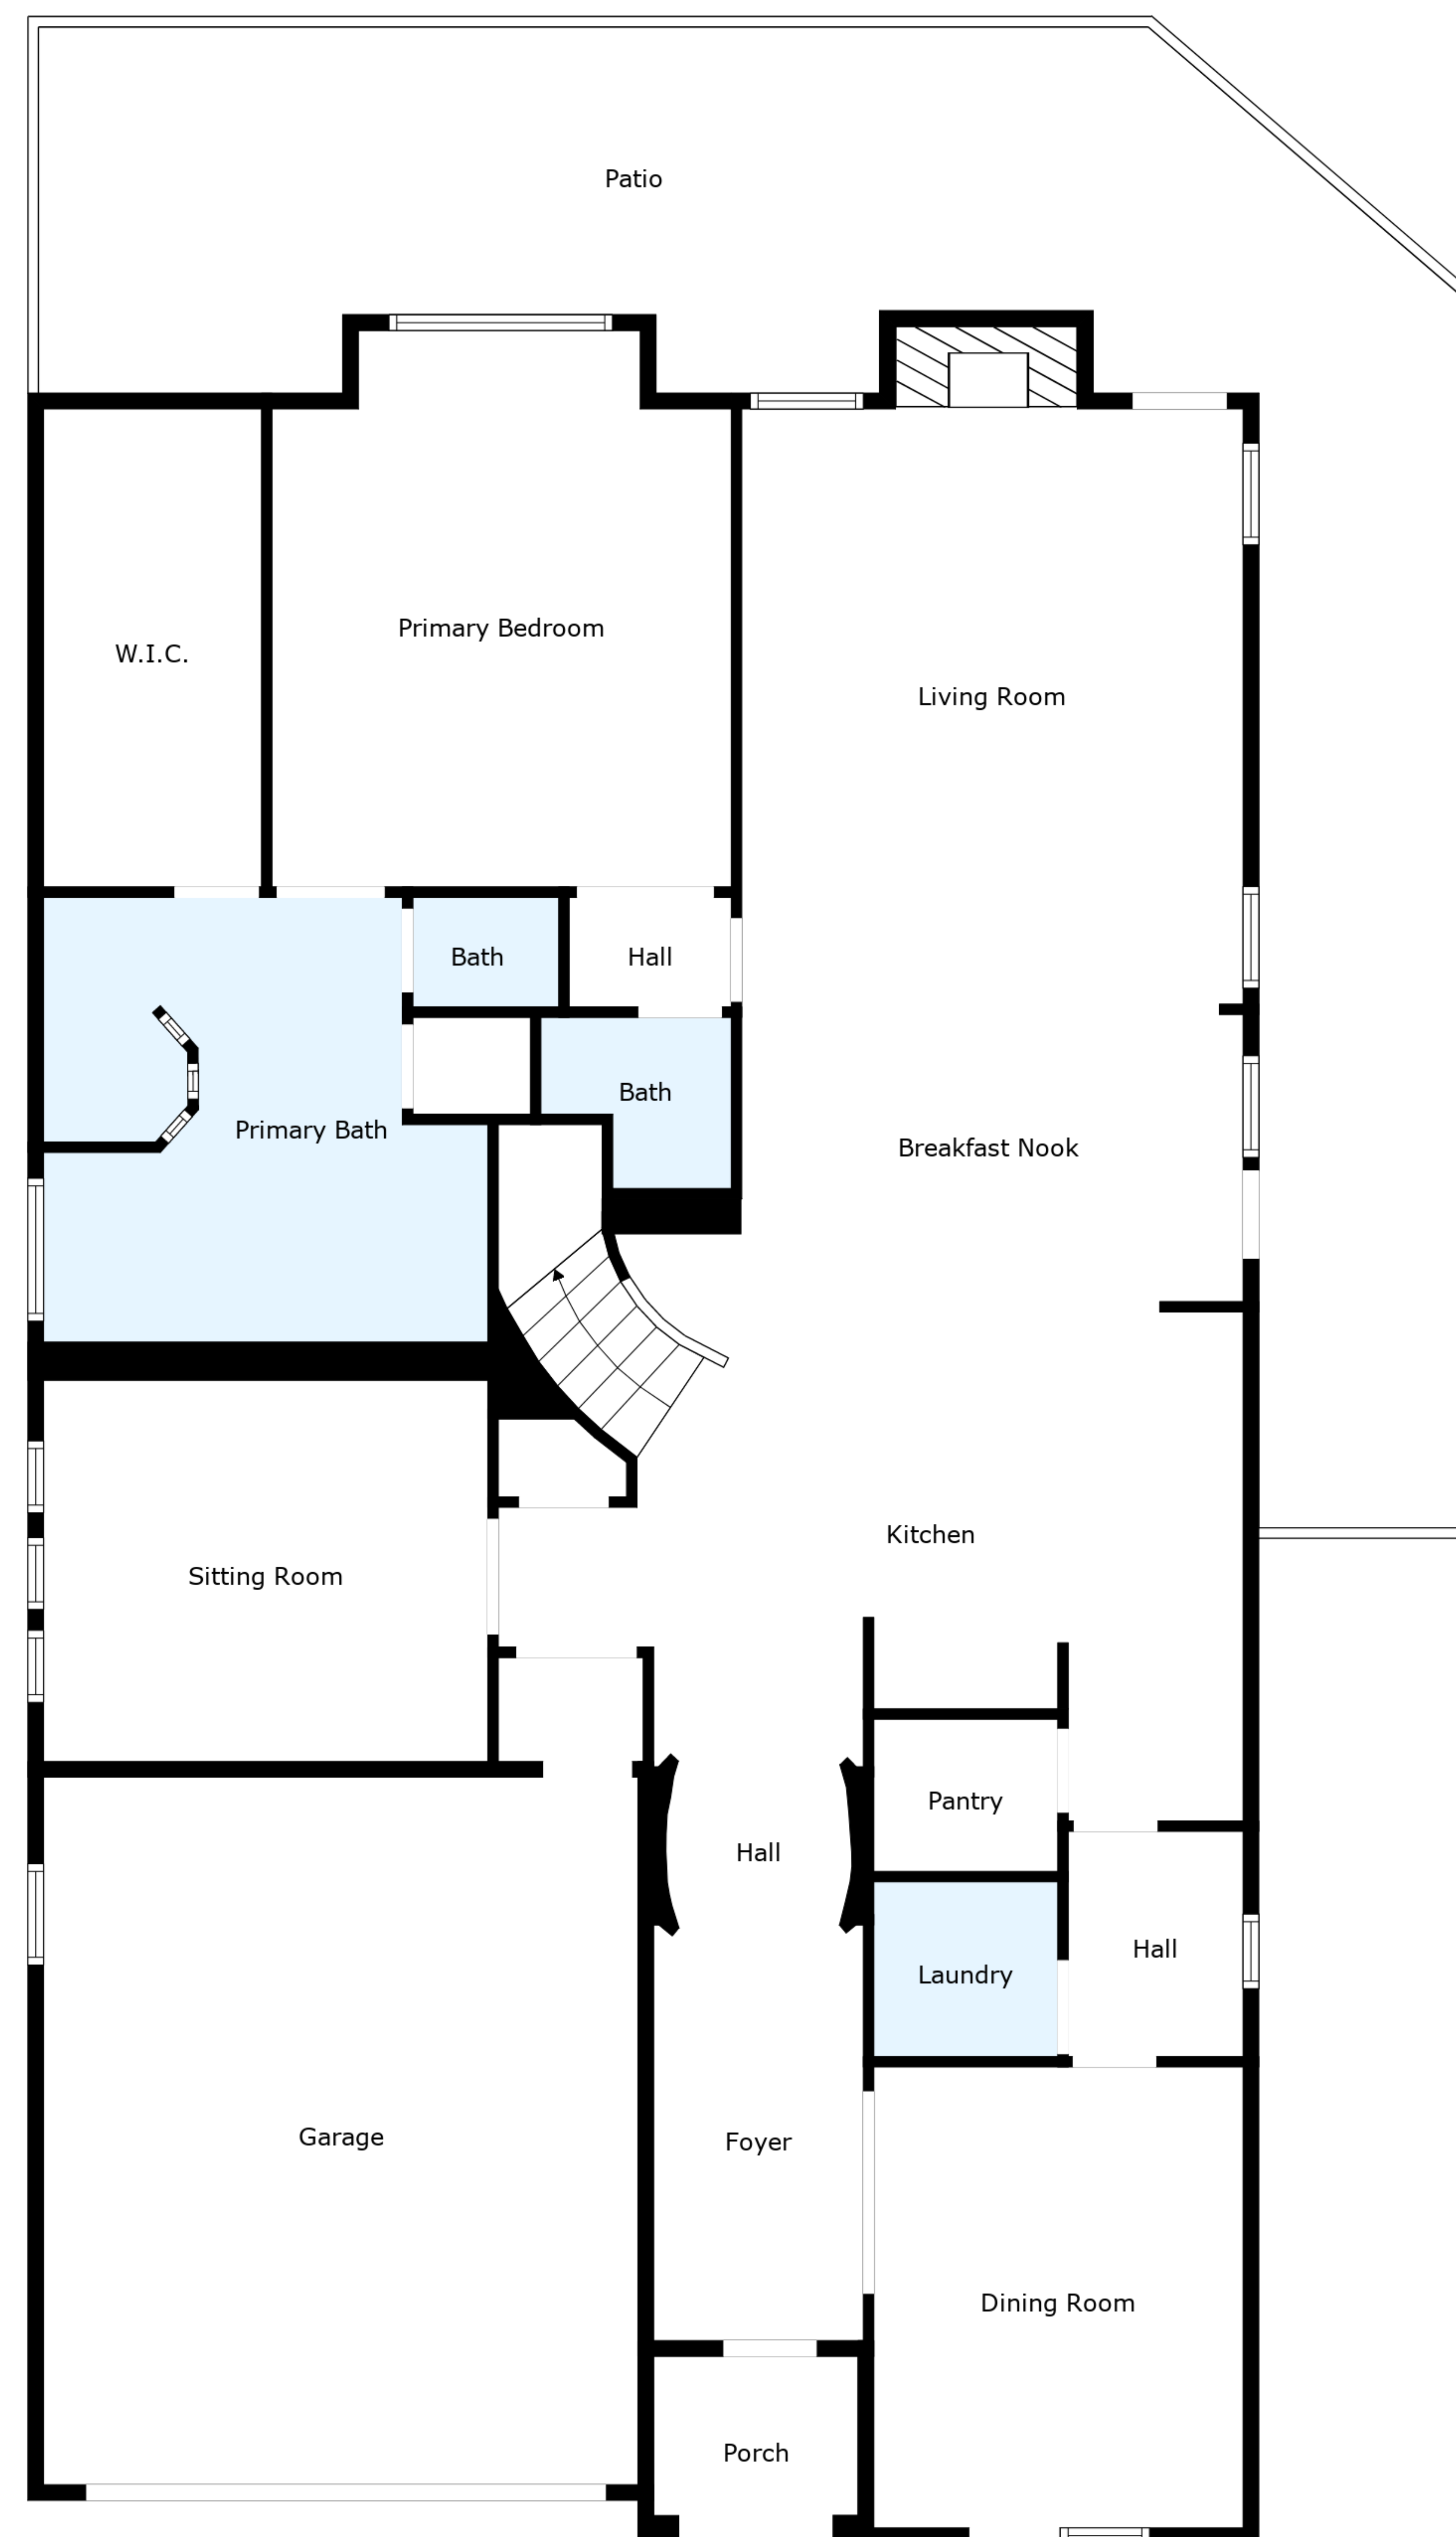 Patio
Primary Bedroom
W.I.C.
Living Room
Bath
Hall
Bath
Primary Bath
Breakfast Nook
Kitchen
Sitting Room
Pantry
Hall
Hall
Laundry
Garage
Foyer
Dining Room
Porch